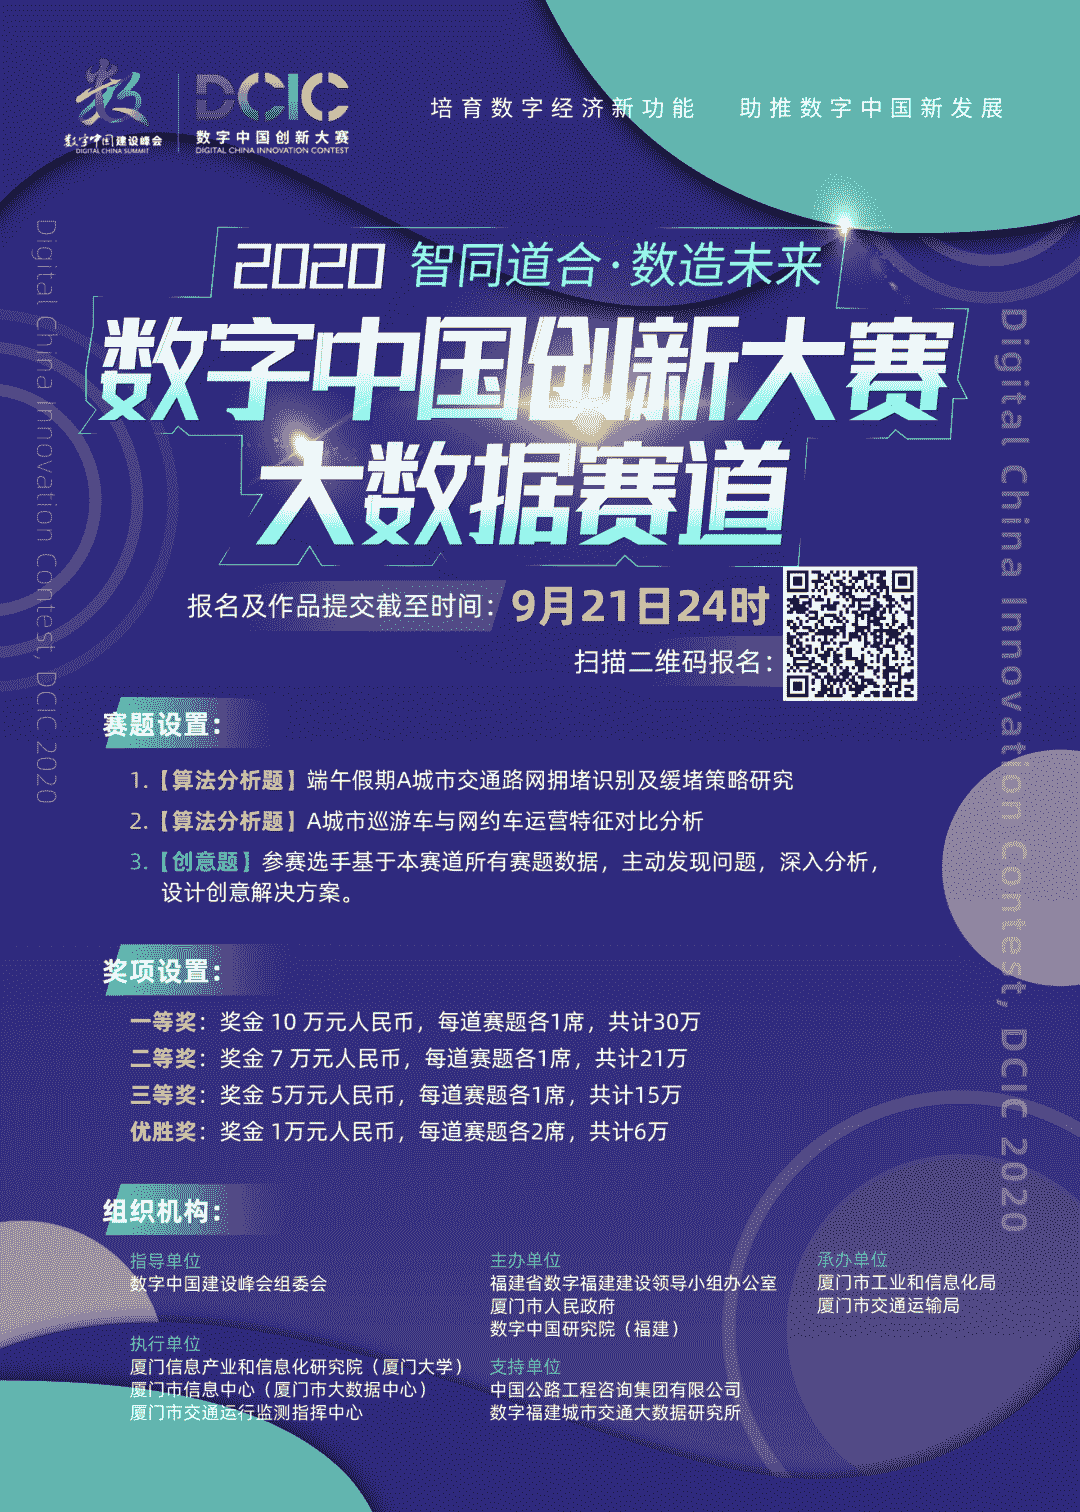 数字中国建设峰会
DIGITAL CHINA SUMMIT
DCIC
数字中国创新大赛
DIGITAL CHINA INNOVATION CONTEST
培育数字经济新功能 助推数字中国新发展
2020 智同道合·数造未来
数字中国创新大赛
大数据赛道
报名及作品提交截至时间：9月21日24时
扫描二维码报名：
Digital China Innovation Contest, DCIC 2020
Digital China Innovation Contest, DCIC 2020
赛题设置：
1.【算法分析题】端午假期A城市交通路网拥堵识别及缓堵策略研究
2.【算法分析题】A城市巡游车与网约车运营特征对比分析
3.【创意题】参赛选手基于本赛道所有赛题数据，主动发现问题，深入分析，
设计创意解决方案。
奖项设置：
一等奖：奖金 10 万元人民币，每道赛题各1席，共计30万
二等奖：奖金 7 万元人民币，每道赛题各1席，共计21万
三等奖：奖金 5万元人民币，每道赛题各1席，共计15万
优胜奖：奖金 1万元人民币，每道赛题各2席，共计6万
组织机构：
指导单位
数字中国建设峰会组委会
主办单位
福建省数字福建建设领导小组办公室
厦门市人民政府
数字中国研究院（福建）
承办单位
厦门市工业和信息化局
厦门市交通运输局
执行单位
厦门信息产业和信息化研究院（厦门大学）
厦门市信息中心（厦门市大数据中心）
厦门市交通运行监测指挥中心
支持单位
中国公路工程咨询集团有限公司
数字福建城市交通大数据研究所